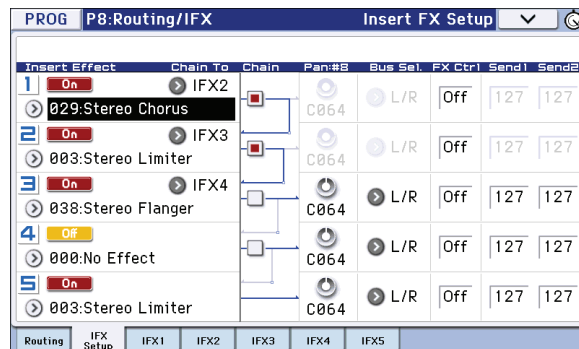 PROG P8:Routing/IFX Insert FX Setup
Insert Effect Chain To Chain Pan:#8 Bus Sel. FX Ctrl Send1 Send2
1 On IFX2
029:Stereo Chorus C064 L/R Off 127 127
2 On IFX3
003:Stereo Limiter C064 L/R Off 127 127
3 On IFX4
038:Stereo Flanger C064 L/R Off 127 127
4 Off
000:No Effect C064 L/R Off 127 127
5 On
003:Stereo Limiter C064 L/R Off 127 127
Routing IFX Setup IFX1 IFX2 IFX3 IFX4 IFX5